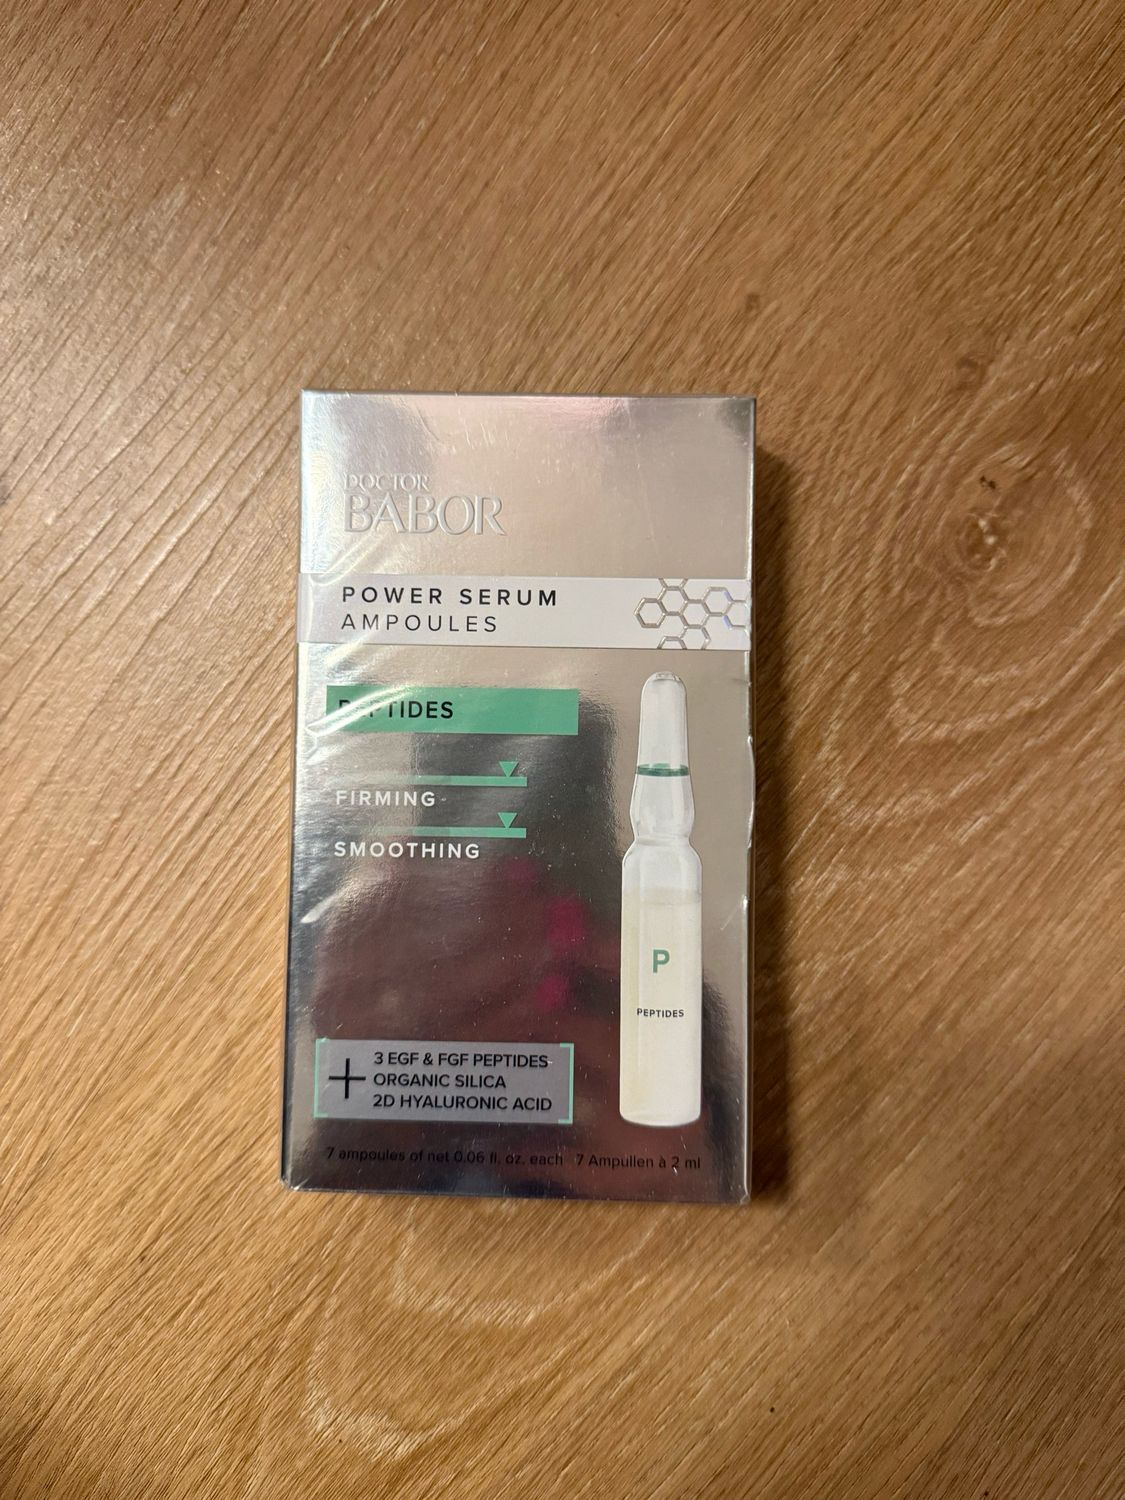 DOCTOR
BABOR
POWER SERUM
AMPOULES
PEPTIDES
FIRMING
SMOOTHING
P
PEPTIDES
+
3 EGF & FGF PEPTIDES
ORGANIC SILICA
2D HYALURONIC ACID
7 ampoules of net 0.06 fl. oz. each 7 Ampullen à 2 ml